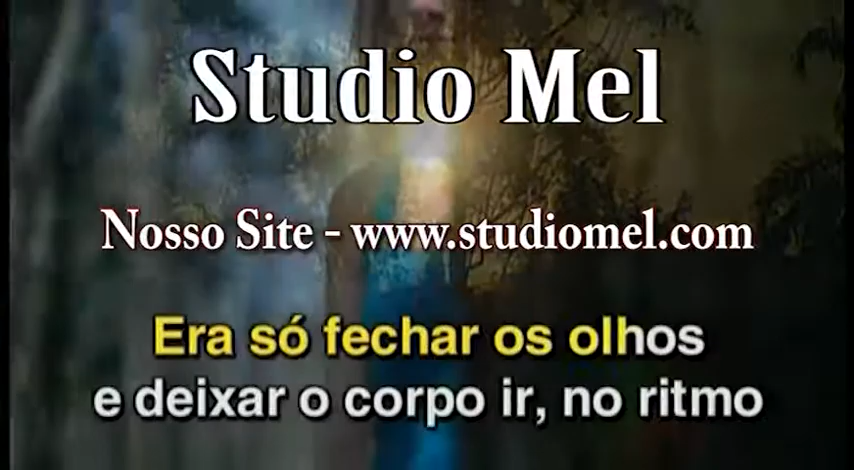 Studio Mel
Nosso Site - www.studiomel.com
Era só fechar os olhos
e deixar o corpo ir, no ritmo